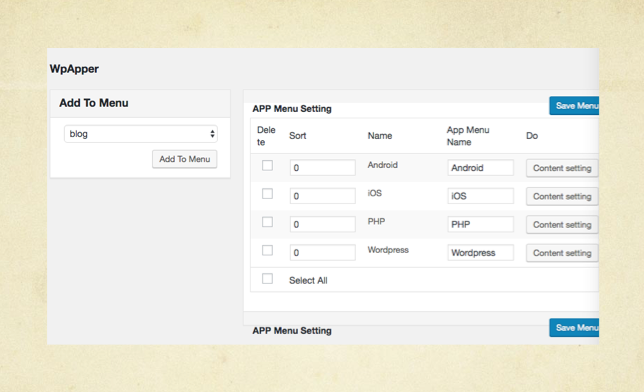 WpApper
Add To Menu
blog
Add To Menu
APP Menu Setting
Save Menu
Dele
te
Sort
Name
App Menu
Name
Do
0
Android
Android
Content setting
0
iOS
iOS
Content setting
0
PHP
PHP
Content setting
0
Wordpress
Wordpress
Content setting
Select All
APP Menu Setting
Save Menu